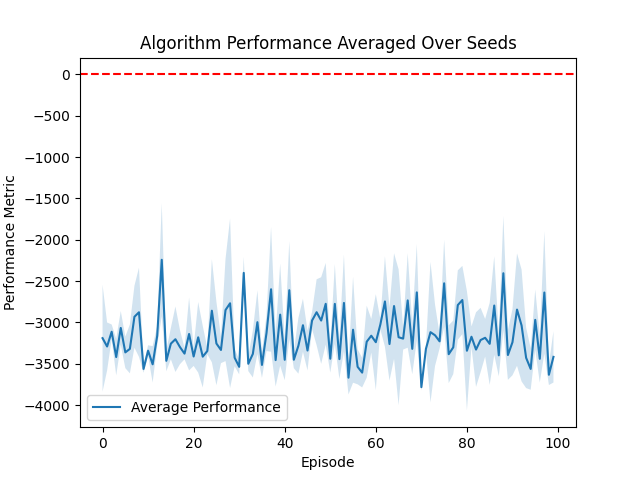 Algorithm Performance Averaged Over Seeds
0
−500
−1000
−1500
−2000
−2500
−3000
−3500
−4000
Performance Metric
Average Performance
0 20 40 60 80 100
Episode